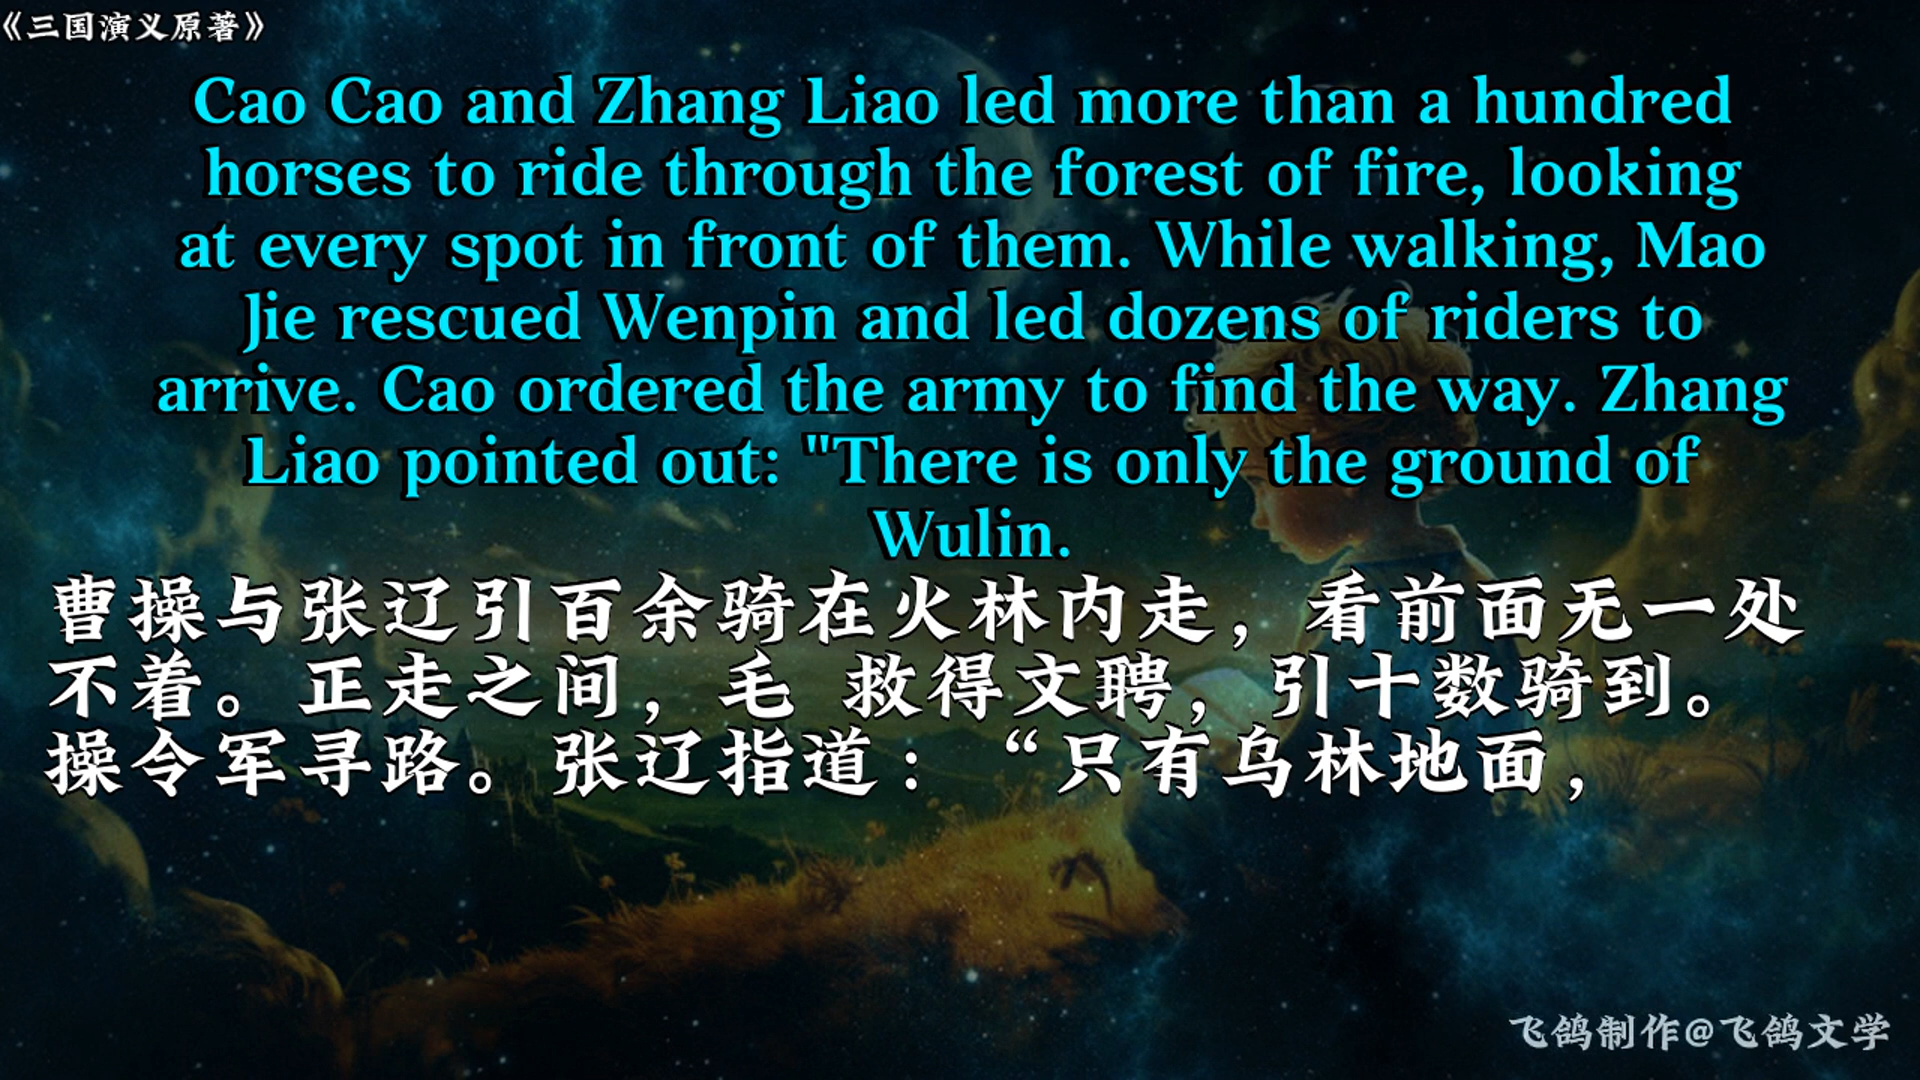 《三国演义原著》
Cao Cao and Zhang Liao led more than a hundred
horses to ride through the forest of fire, looking
at every spot in front of them. While walking, Mao
Jie rescued Wenpin and led dozens of riders to
arrive. Cao ordered the army to find the way. Zhang
Liao pointed out: "There is only the ground of
Wulin.
曹操与张辽引百余骑在火林内走，看前面无一处
不着。正走之间，毛 救得文聘，引十数骑到。
操令军寻路。张辽指道：“只有乌林地面，
飞鸽制作@飞鸽文学